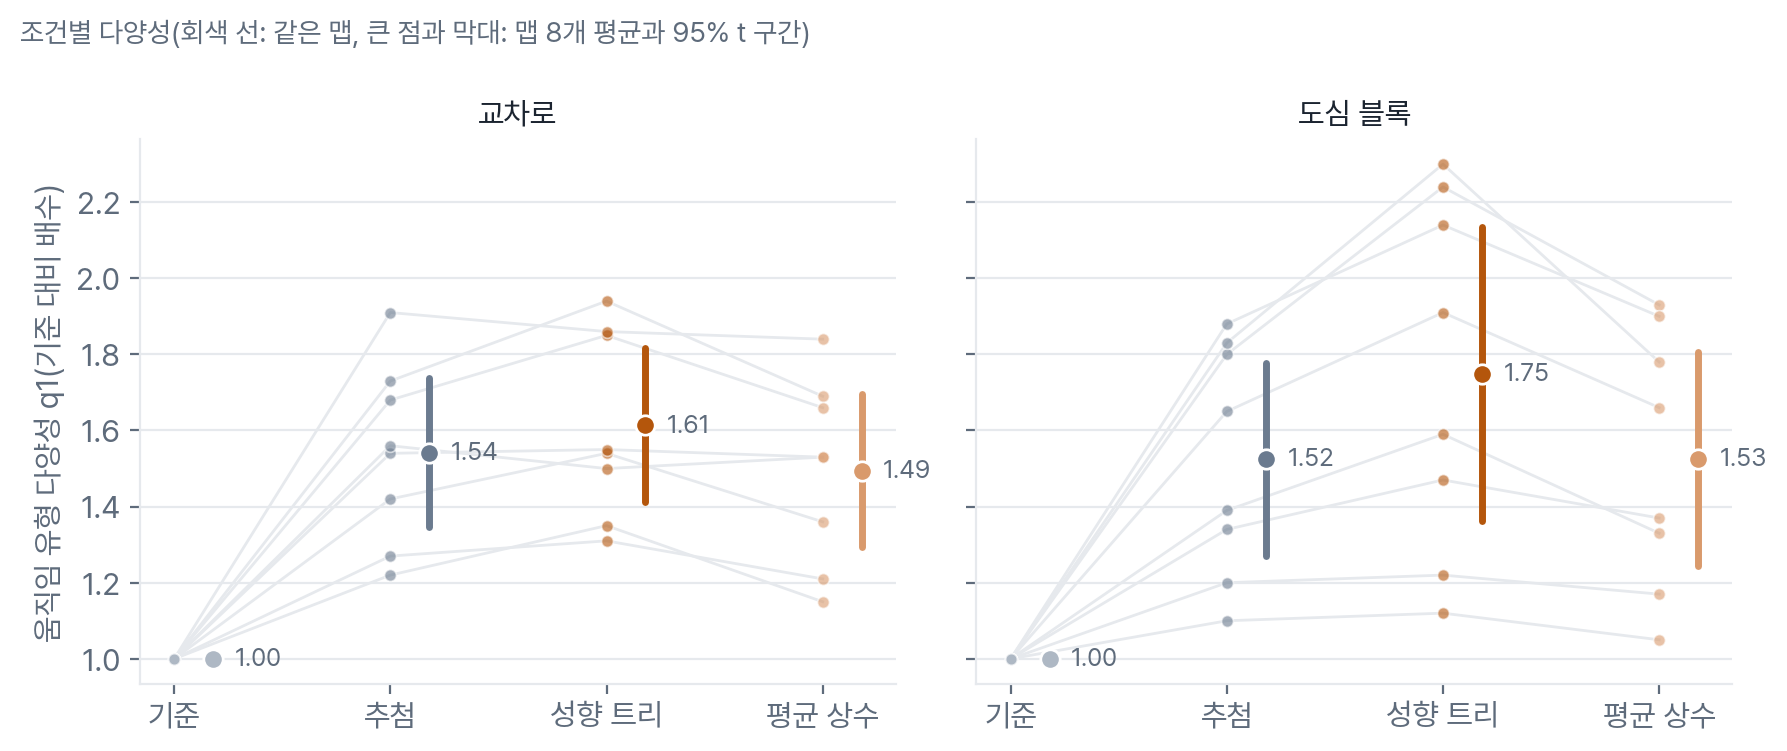 조건별 다양성(회색 선: 같은 맵, 큰 점과 막대: 맵 8개 평균과 95% t 구간)
교차로
도심 블록
움직임 유형 다양성 q1(기준 대비 배수)
2.2
2.0
1.8
1.6
1.4
1.2
1.0
1.00
1.54
1.61
1.49
1.00
1.52
1.75
1.53
기준
추첨
성향 트리
평균 상수
기준
추첨
성향 트리
평균 상수